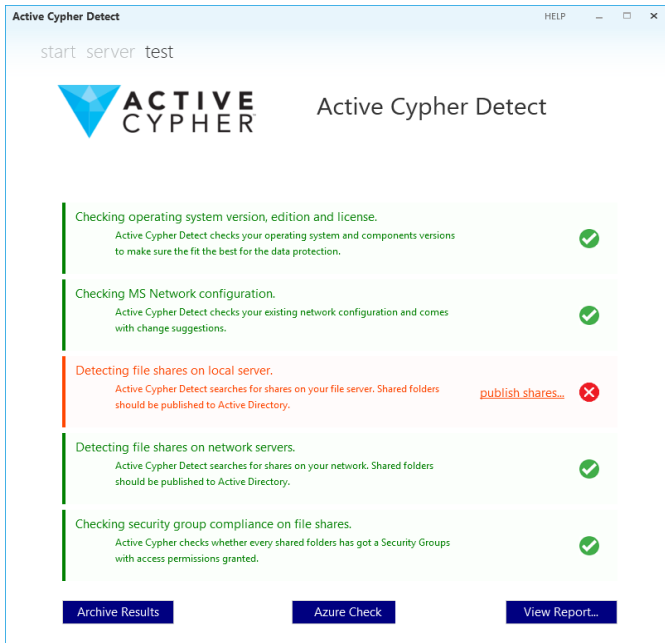 Active Cypher Detect
HELP
start server test
ACTIVE
CYPHER
Active Cypher Detect
Checking operating system version, edition and license.
Active Cypher Detect checks your operating system and components versions
to make sure the fit the best for the data protection.
Checking MS Network configuration.
Active Cypher Detect checks your existing network configuration and comes
with change suggestions.
Detecting file shares on local server.
Active Cypher Detect searches for shares on your file server. Shared folders
should be published to Active Directory.
publish shares...
Detecting file shares on network servers.
Active Cypher Detect searches for shares on your network. Shared folders
should be published to Active Directory.
Checking security group compliance on file shares.
Active Cypher checks whether every shared folders has got a Security Groups
with access permissions granted.
Archive Results
Azure Check
View Report...